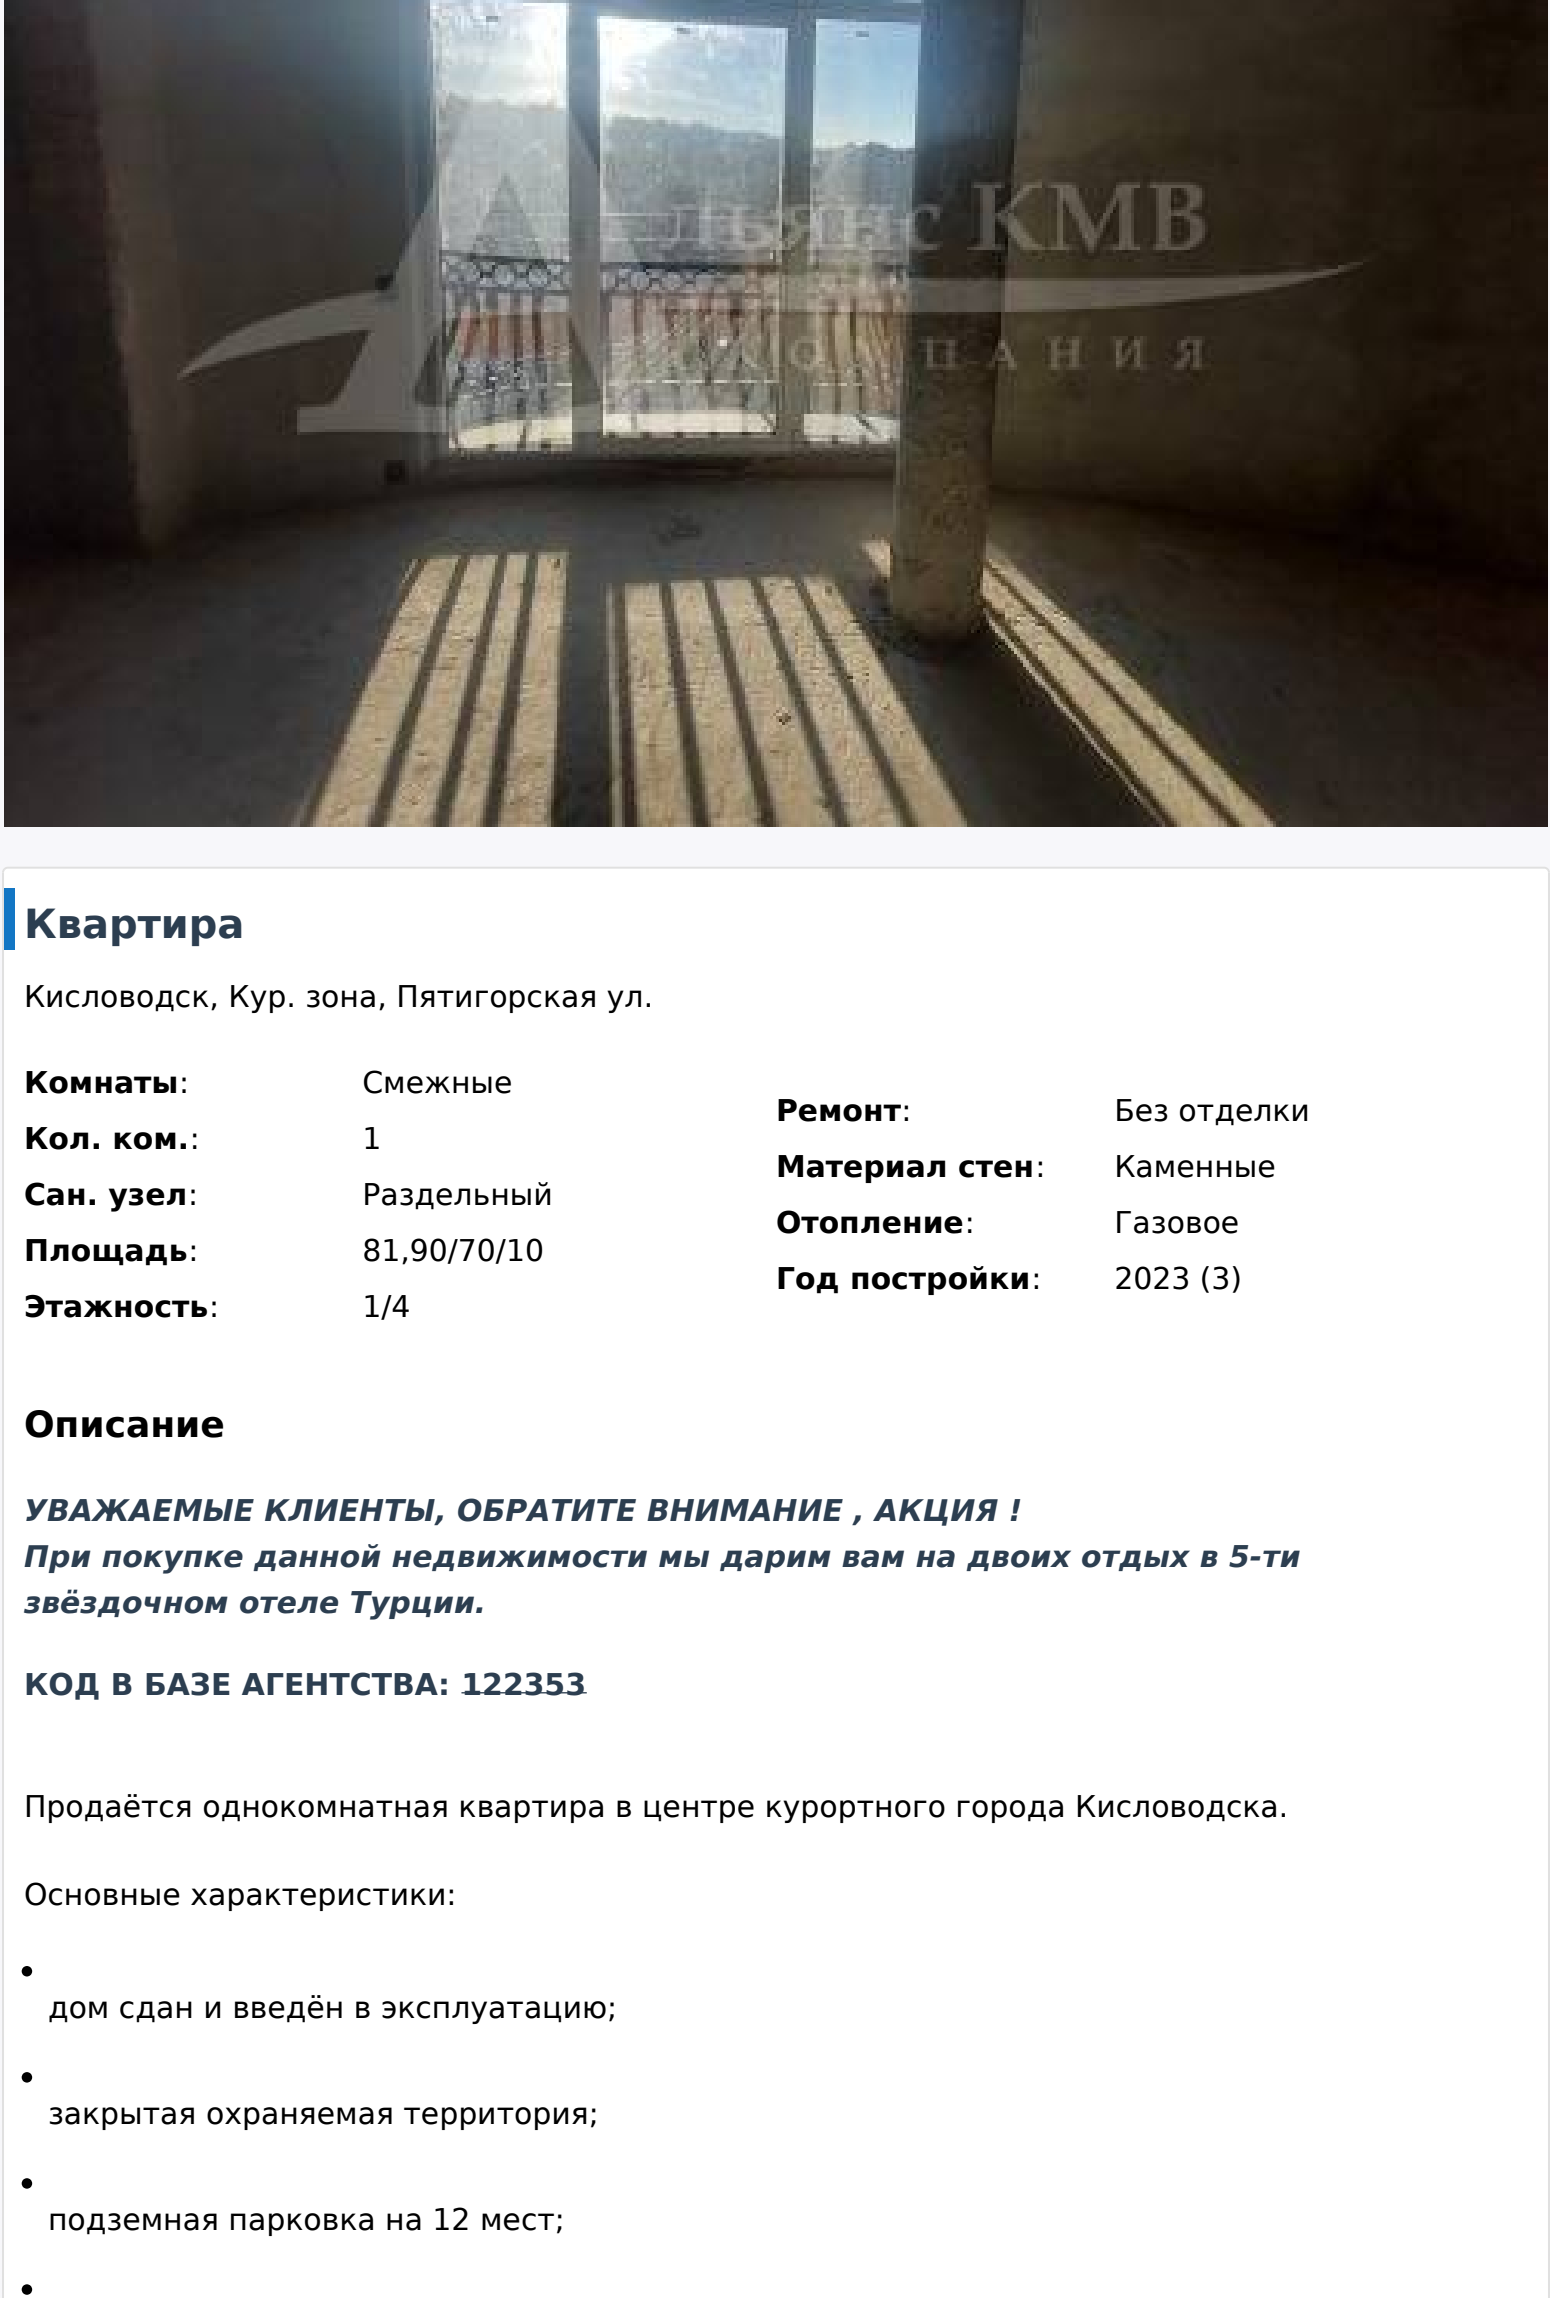 Альянс КМВ
КОМПАНИЯ
Квартира
Кисловодск, Кур. зона, Пятигорская ул.
Комнаты: Смежные
Кол. ком.: 1
Сан. узел: Раздельный
Площадь: 81,90/70/10
Этажность: 1/4
Ремонт: Без отделки
Материал стен: Каменные
Отопление: Газовое
Год постройки: 2023 (3)
Описание
УВАЖАЕМЫЕ КЛИЕНТЫ, ОБРАТИТЕ ВНИМАНИЕ , АКЦИЯ !
При покупке данной недвижимости мы дарим вам на двоих отдых в 5-ти
звёздочном отеле Турции.
КОД В БАЗЕ АГЕНТСТВА: 122353
Продаётся однокомнатная квартира в центре курортного города Кисловодска.
Основные характеристики:
дом сдан и введён в эксплуатацию;
закрытая охраняемая территория;
подземная парковка на 12 мест;